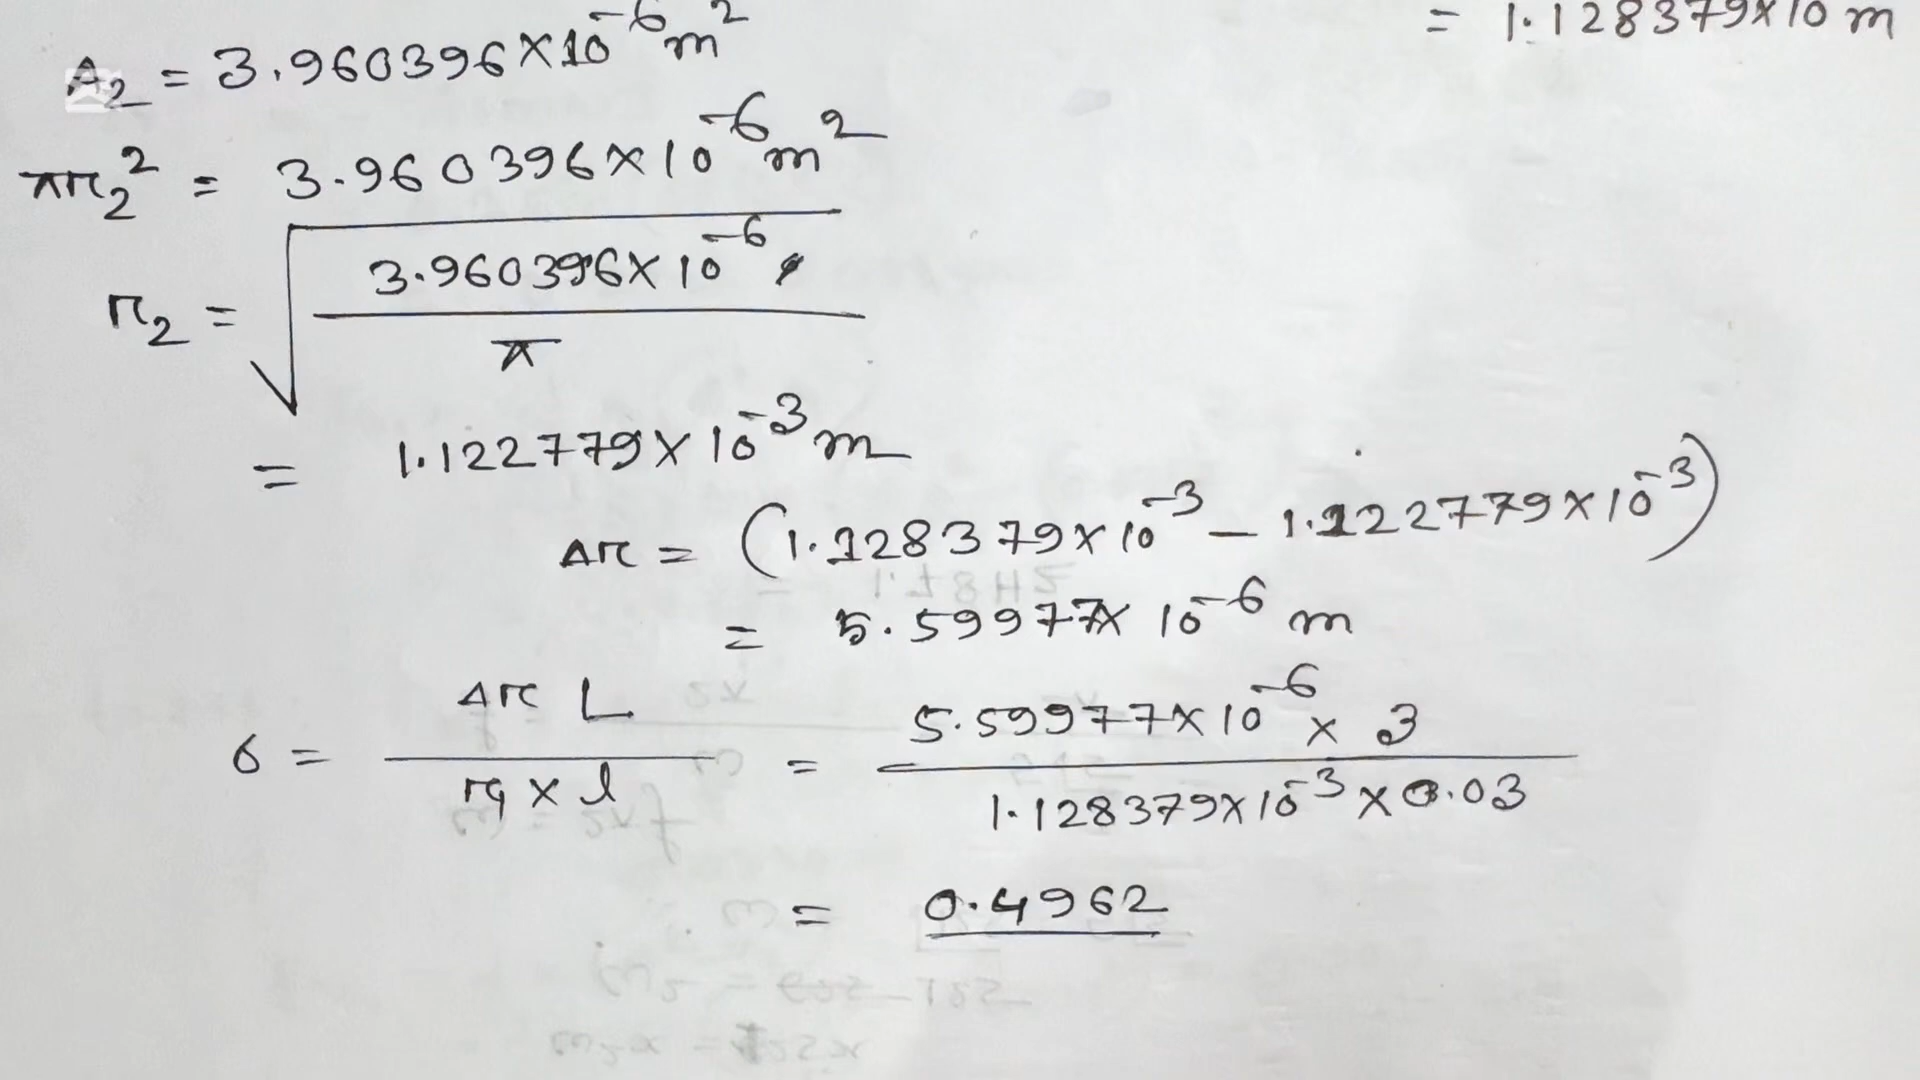 = 1.128379×10 m
A₂ = 3.960396×10⁻⁶ m²
πr₂² = 3.960396×10⁻⁶ m²
r₂ = √(3.960396×10⁻⁶ / π)
= 1.122779×10⁻³ m
Δr = (1.128379×10⁻³ − 1.122779×10⁻³)
= 5.59977× 10⁻⁶ m
σ = Δr L / r₁ × l = 5.59977×10⁻⁶ × 3 / 1.128379×10⁻³ × 0.03
= 0.4962